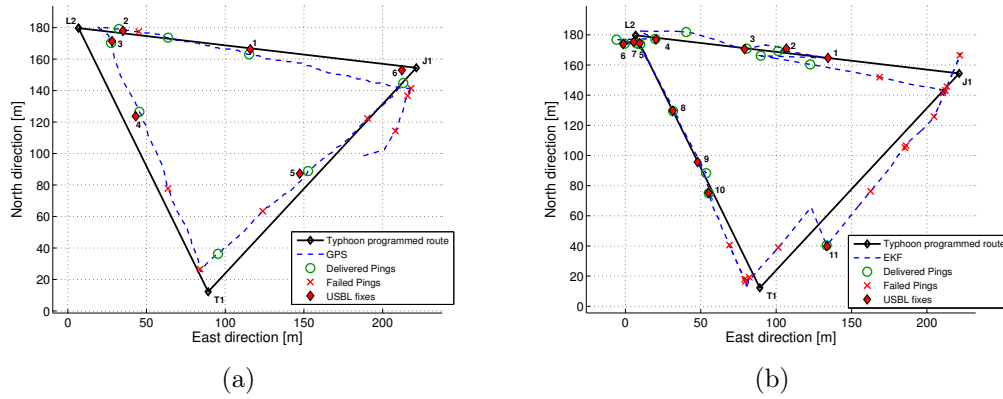 L2
2
3
1
6
J1
4
5
T1
Typhoon programmed route
GPS
Delivered Pings
Failed Pings
USBL fixes
0
20
40
60
80
100
120
140
160
180
0
50
100
150
200
North direction [m]
East direction [m]
(a)
L2
3
2
1
4
6
7
5
J1
8
9
10
11
T1
Typhoon programmed route
EKF
Delivered Pings
Failed Pings
USBL fixes
0
20
40
60
80
100
120
140
160
180
0
50
100
150
200
North direction [m]
East direction [m]
(b)